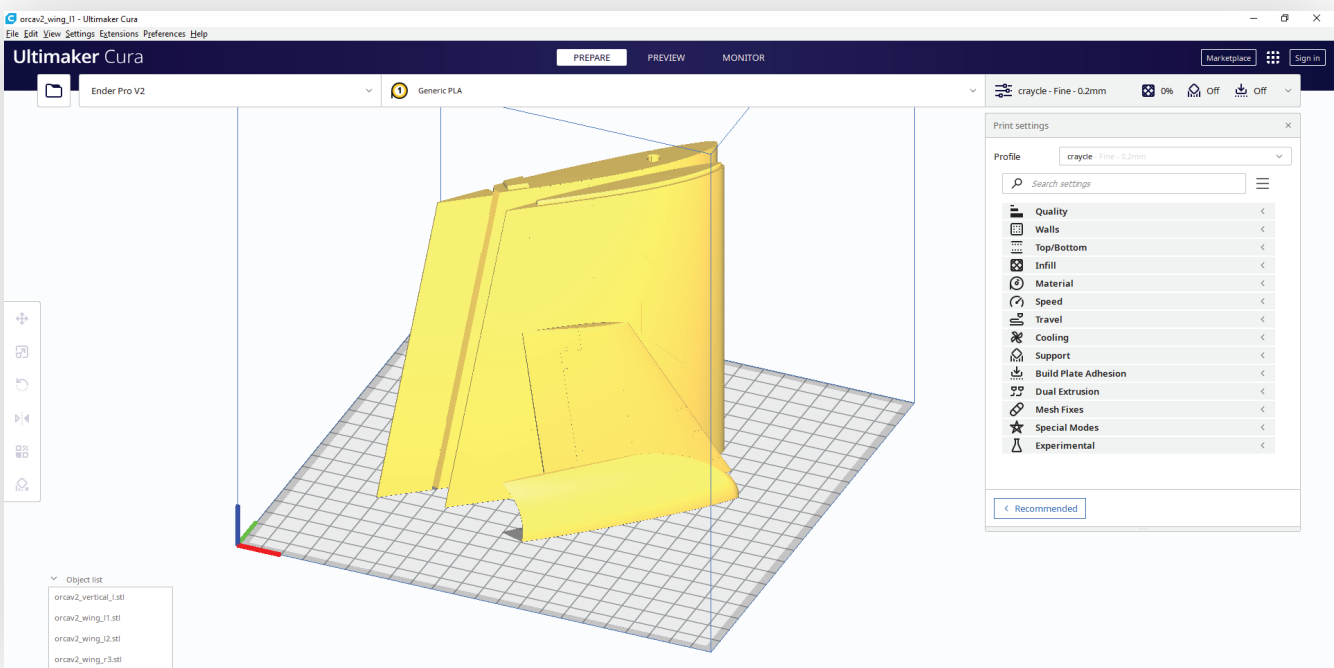 orcav2_wing_l1 - Ultimaker Cura
File Edit View Settings Extensions Preferences Help
Ultimaker Cura
PREPARE PREVIEW MONITOR
Marketplace Sign in
Ender Pro V2
1 Generic PLA
craycle - Fine - 0.2mm 0% Off Off
Print settings
Profile craycle - Fine - 0.2mm
Search settings
Quality
Walls
Top/Bottom
Infill
Material
Speed
Travel
Cooling
Support
Build Plate Adhesion
Dual Extrusion
Mesh Fixes
Special Modes
Experimental
Recommended
Object list
orcav2_vertical_l.stl
orcav2_wing_l1.stl
orcav2_wing_l2.stl
orcav2_wing_r3.stl